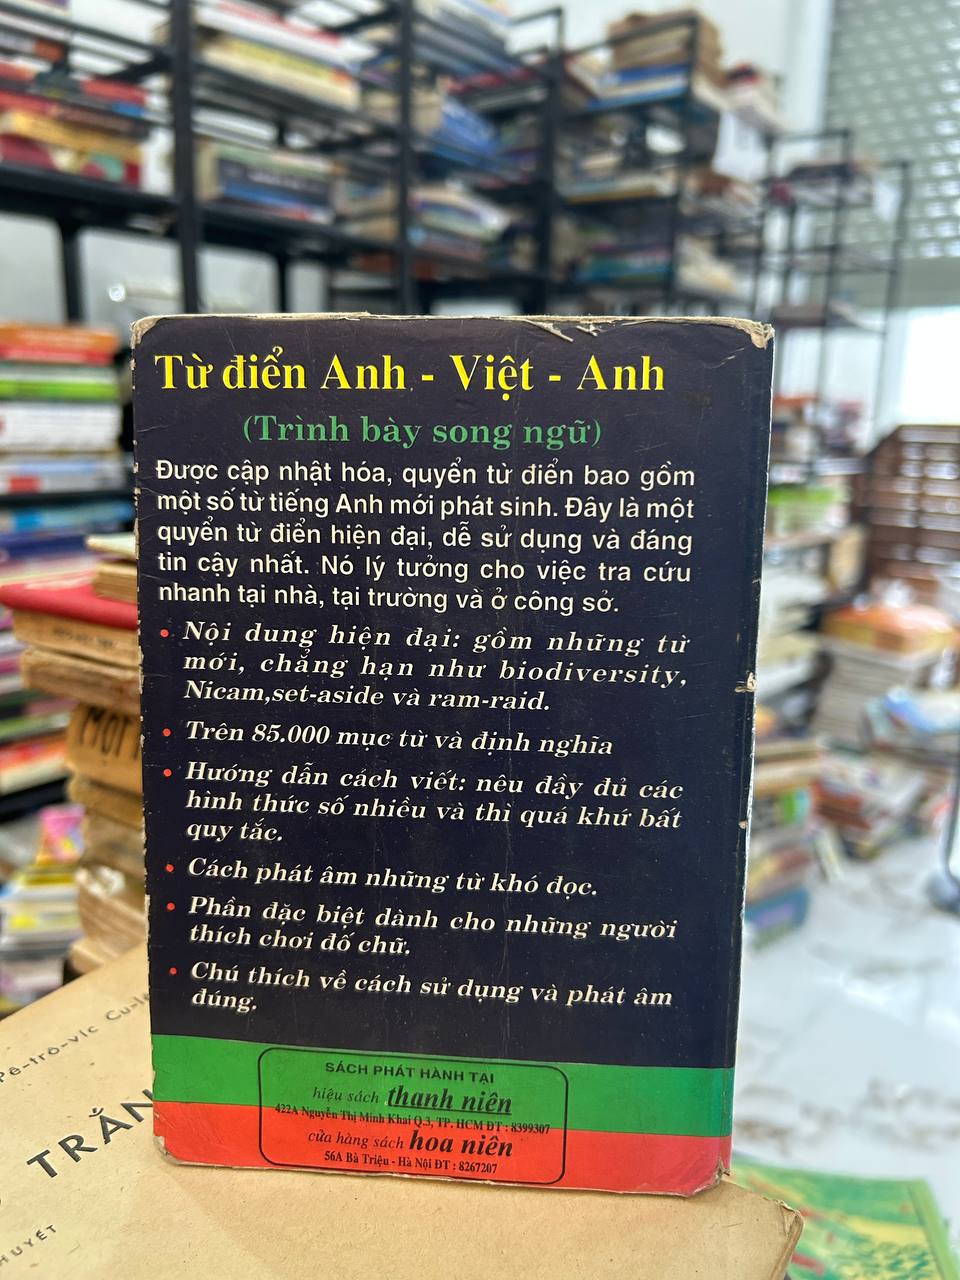 Từ điển Anh - Việt - Anh
(Trình bày song ngữ)
Được cập nhật hóa, quyển từ điển bao gồm
một số từ tiếng Anh mới phát sinh. Đây là một
quyển từ điển hiện đại, dễ sử dụng và đáng
tin cậy nhất. Nó lý tưởng cho việc tra cứu
nhanh tại nhà, tại trường và ở công sở.
• Nội dung hiện đại: gồm những từ
mới, chẳng hạn như biodiversity,
Nicam,set-aside và ram-raid.
• Trên 85.000 mục từ và định nghĩa
• Hướng dẫn cách viết: nêu đầy đủ các
hình thức số nhiều và thì quá khứ bất
quy tắc.
• Cách phát âm những từ khó đọc.
• Phần đặc biệt dành cho những người
thích chơi đố chữ.
• Chú thích về cách sử dụng và phát âm
đúng.
SÁCH PHÁT HÀNH TẠI
hiệu sách thanh niên
422A Nguyễn Thị Minh Khai Q.3, TP. HCM ĐT : 8399307
cửa hàng sách hoa niên
56A Bà Triệu - Hà Nội ĐT : 8267207
MỘT
Pê-trô-vic Cu-le
TRẮN
HUYẾT